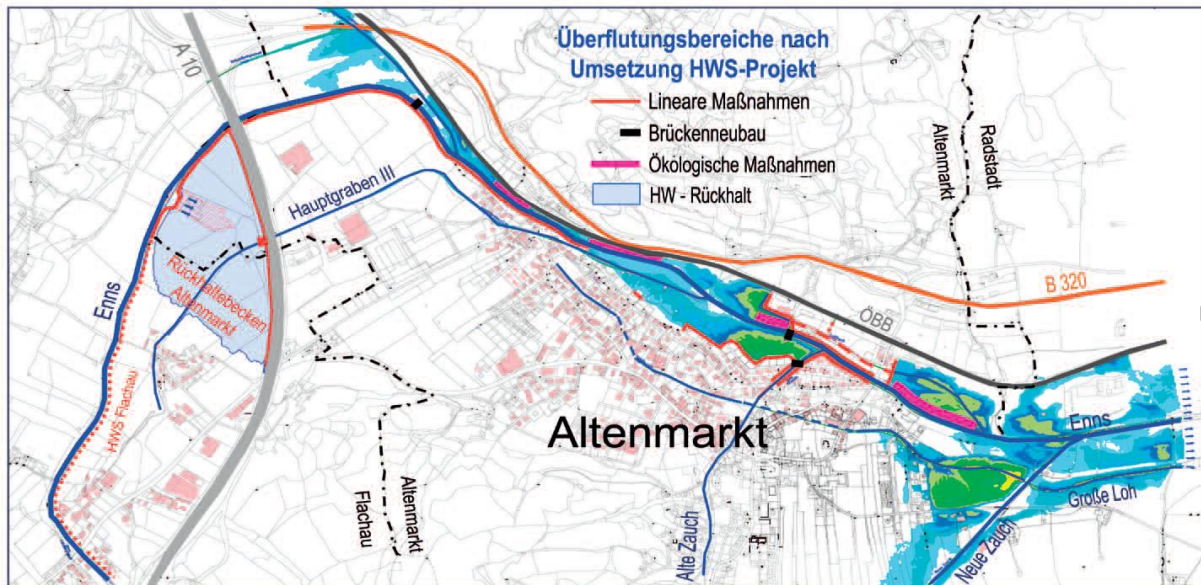 Überflutungsbereiche nach
Umsetzung HWS-Projekt
Lineare Maßnahmen
Brückenneubau
Ökologische Maßnahmen
HW - Rückhalt
A 10
Hauptgraben III
Enns
Rückhaltebecken
Altenmarkt
HWS Flachau
Altenmarkt
Flachau
Radstadt
Altenmarkt
B 320
ÖBB
Altenmarkt
Enns
Große Loh
Alte Zauch
Neue Zauch